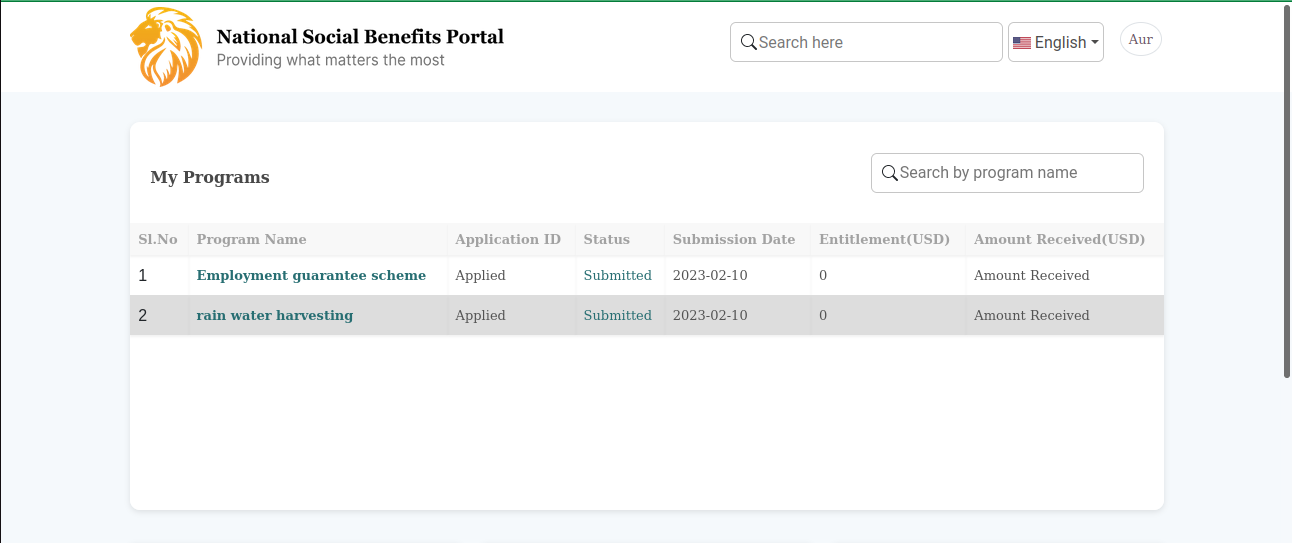 National Social Benefits Portal
Providing what matters the most
Search here
English
Aur
My Programs
Search by program name
Sl.No Program Name Application ID Status Submission Date Entitlement(USD) Amount Received(USD)
1 Employment guarantee scheme Applied Submitted 2023-02-10 0 Amount Received
2 rain water harvesting Applied Submitted 2023-02-10 0 Amount Received